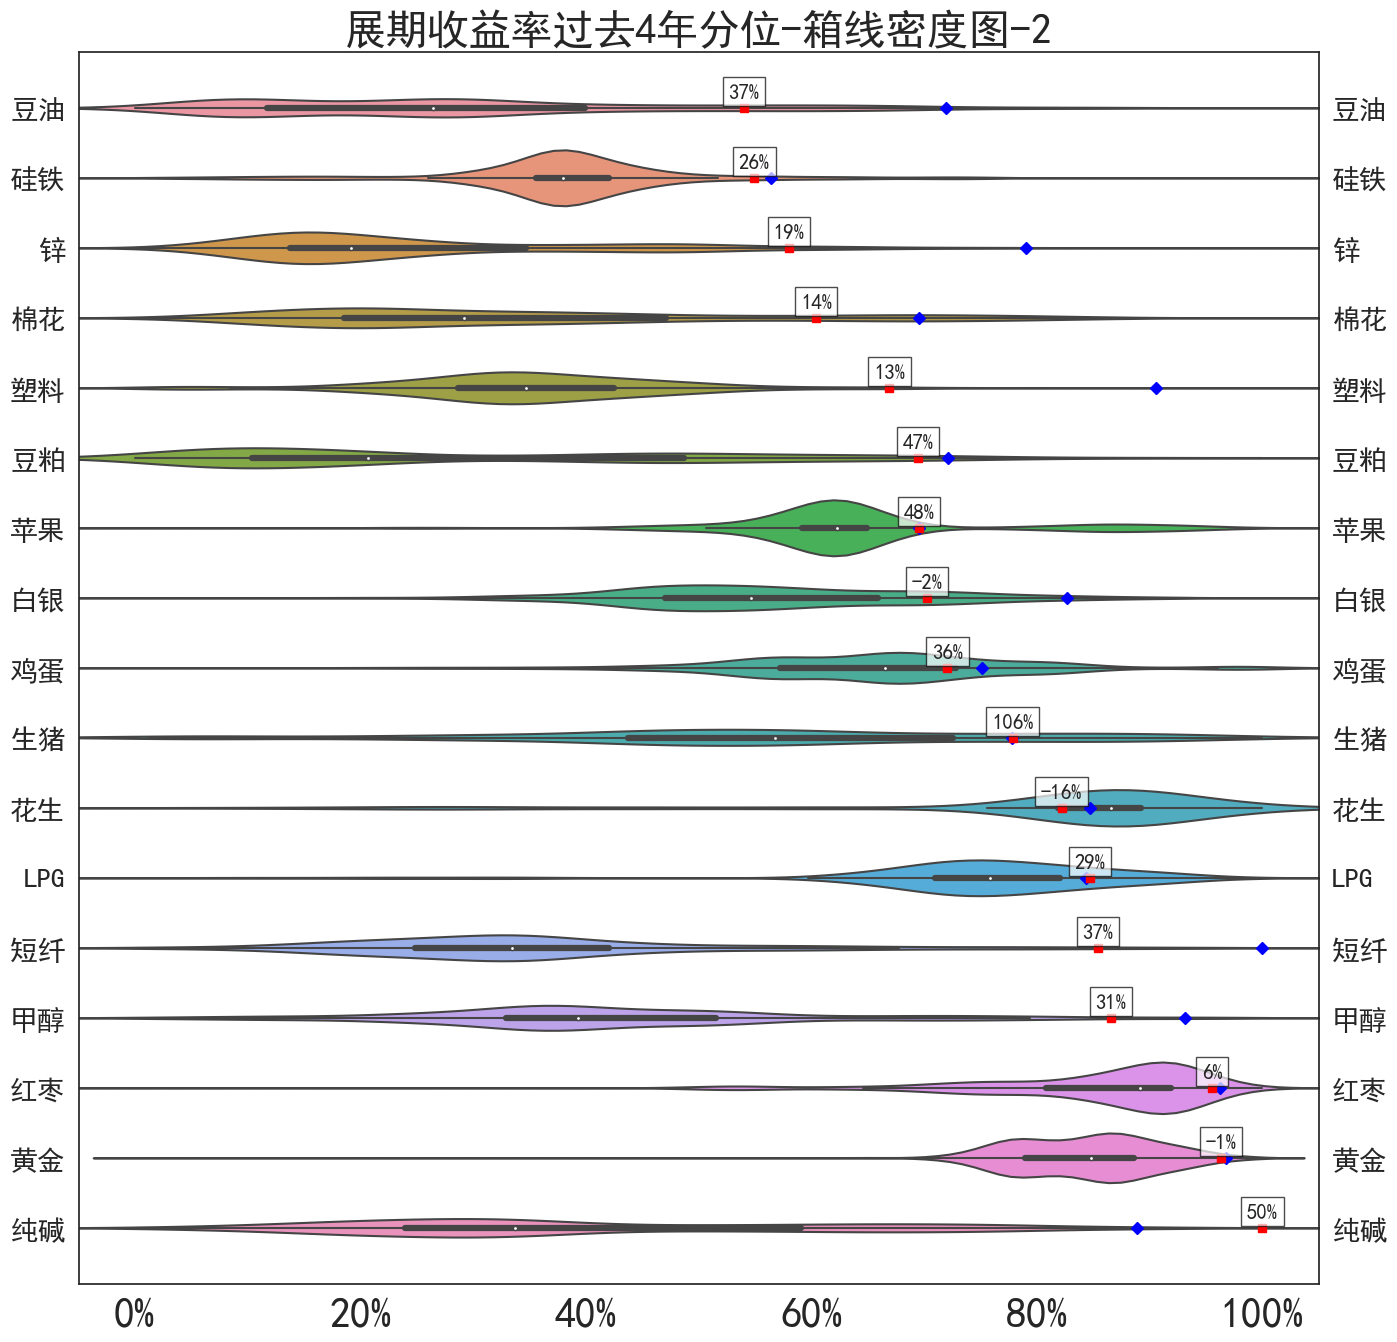 展期收益率过去4年分位-箱线密度图-2
豆油 37% 豆油
硅铁 26% 硅铁
锌 19% 锌
棉花 14% 棉花
塑料 13% 塑料
豆粕 47% 豆粕
苹果 48% 苹果
白银 -2% 白银
鸡蛋 36% 鸡蛋
生猪 106% 生猪
花生 -16% 花生
LPG 29% LPG
短纤 37% 短纤
甲醇 31% 甲醇
红枣 6% 红枣
黄金 -1% 黄金
纯碱 50% 纯碱
0% 20% 40% 60% 80% 100%